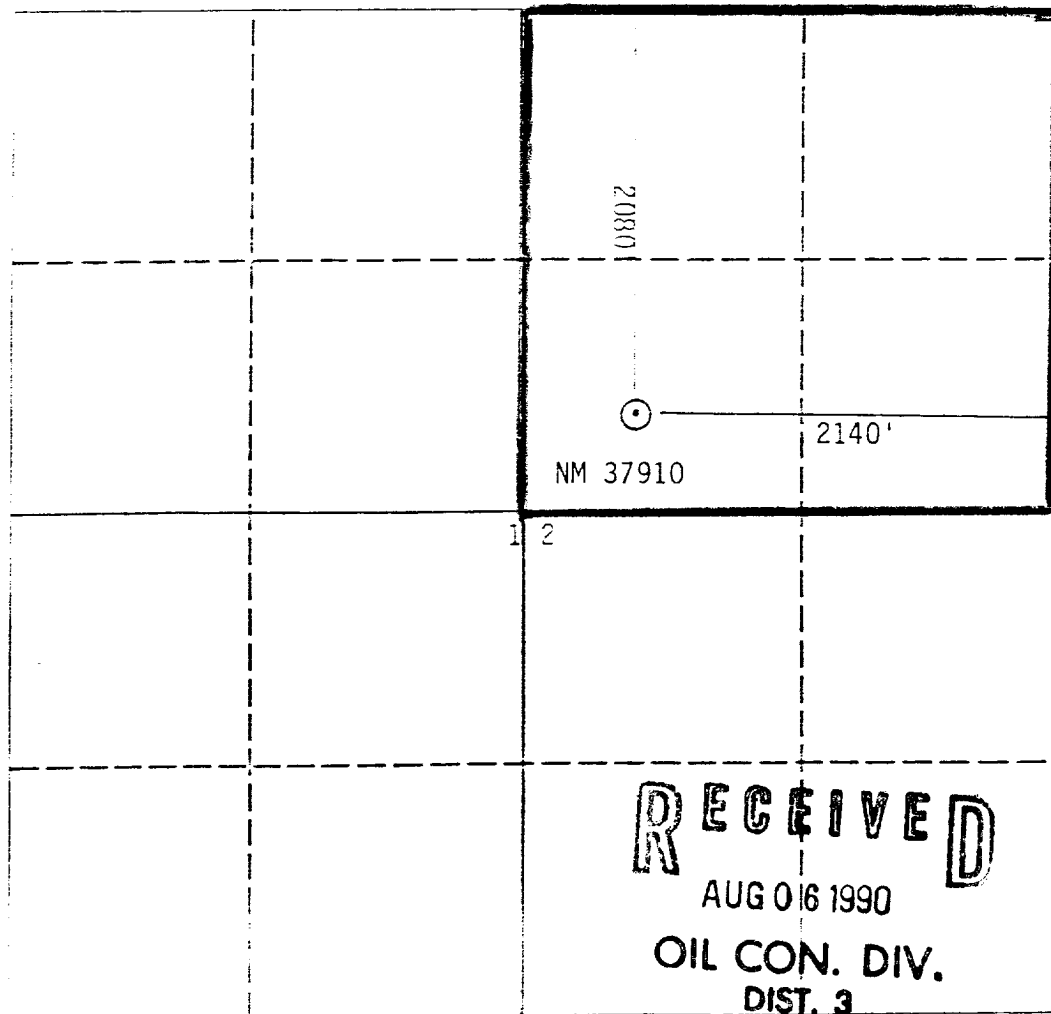 2080
2140'
NM 37910
1 2
RECEIVED
AUG 06 1990
OIL CON. DIV.
DIST. 3